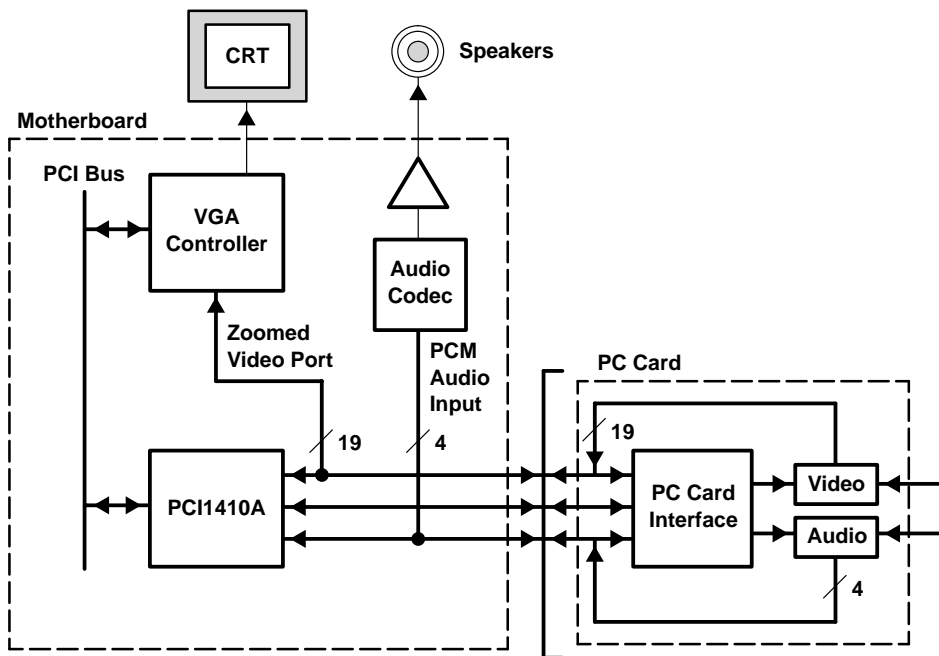 CRT
Speakers
Motherboard
PCI Bus
VGA
Controller
Audio
Codec
Zoomed
Video Port
PCM
Audio
Input
PC Card
19
4
19
PCI1410A
PC Card
Interface
Video
Audio
4